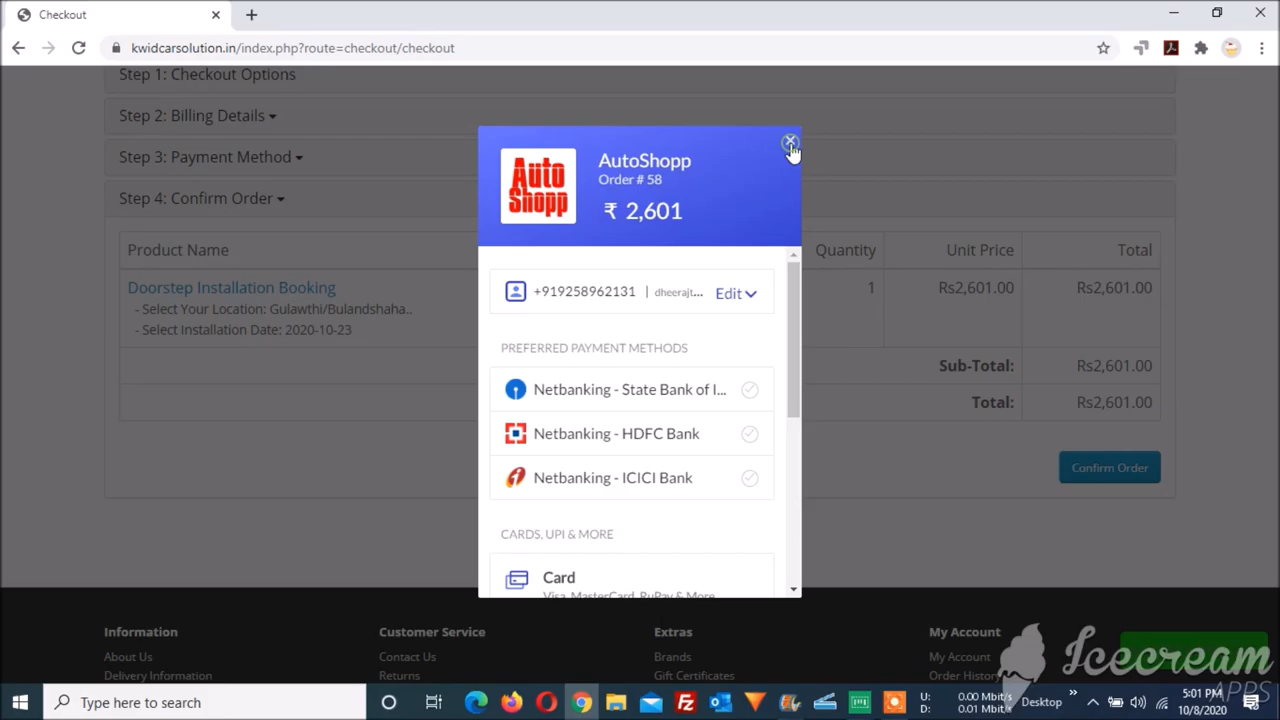 Checkout
kwidcarsolution.in/index.php?route=checkout/checkout
Step 1: Checkout Options
Step 2: Billing Details
Step 3: Payment Method
Step 4: Confirm Order
Product Name
Quantity
Unit Price
Total
Doorstep Installation Booking
1
Rs2,601.00
Rs2,601.00
- Select Your Location: Gulawthi/Bulandshaha..
- Select Installation Date: 2020-10-23
Sub-Total:
Rs2,601.00
Total:
Rs2,601.00
Confirm Order
Auto
Shopp
AutoShopp
Order # 58
₹ 2,601
+919258962131 | dheerajt... Edit
PREFERRED PAYMENT METHODS
Netbanking - State Bank of I...
Netbanking - HDFC Bank
Netbanking - ICICI Bank
CARDS, UPI & MORE
Card
Visa, MasterCard, RuPay & More
Information
Customer Service
Extras
My Account
About Us
Contact Us
Brands
My Account
Delivery Information
Returns
Gift Certificates
Order History
Icecream
APPS
Type here to search
U: 0.00 Mbit/s
D: 0.01 Mbit/s
Desktop
5:01 PM
10/8/2020